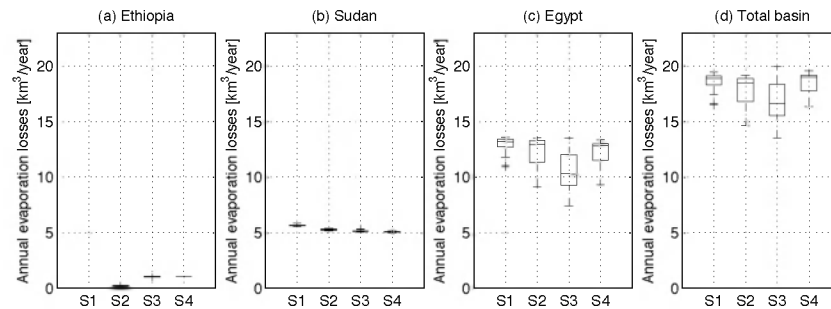 (a) Ethiopia
Annual evaporation losses [km³/year]
20
15
10
5
0
S1 S2 S3 S4
(b) Sudan
Annual evaporation losses [km³/year]
20
15
10
5
0
S1 S2 S3 S4
(c) Egypt
Annual evaporation losses [km³/year]
20
15
10
5
0
S1 S2 S3 S4
(d) Total basin
Annual evaporation losses [km³/year]
20
15
10
5
0
S1 S2 S3 S4